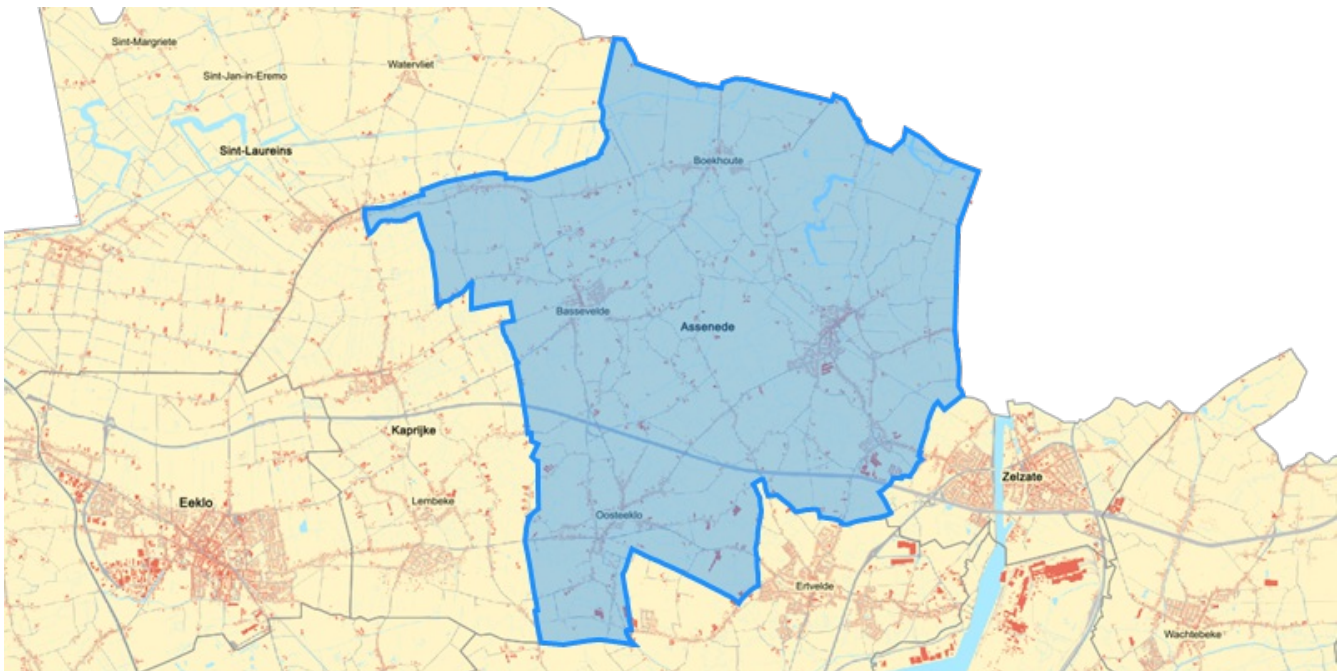 Sint-Margriete
Watervliet
Sint-Jan-in-Eremo
Sint-Laureins
Boekhoute
Bassevelde
Assenede
Kaprijke
Zelzate
Eeklo
Lembeke
Oosteeklo
Ertvelde
Wachtebeke